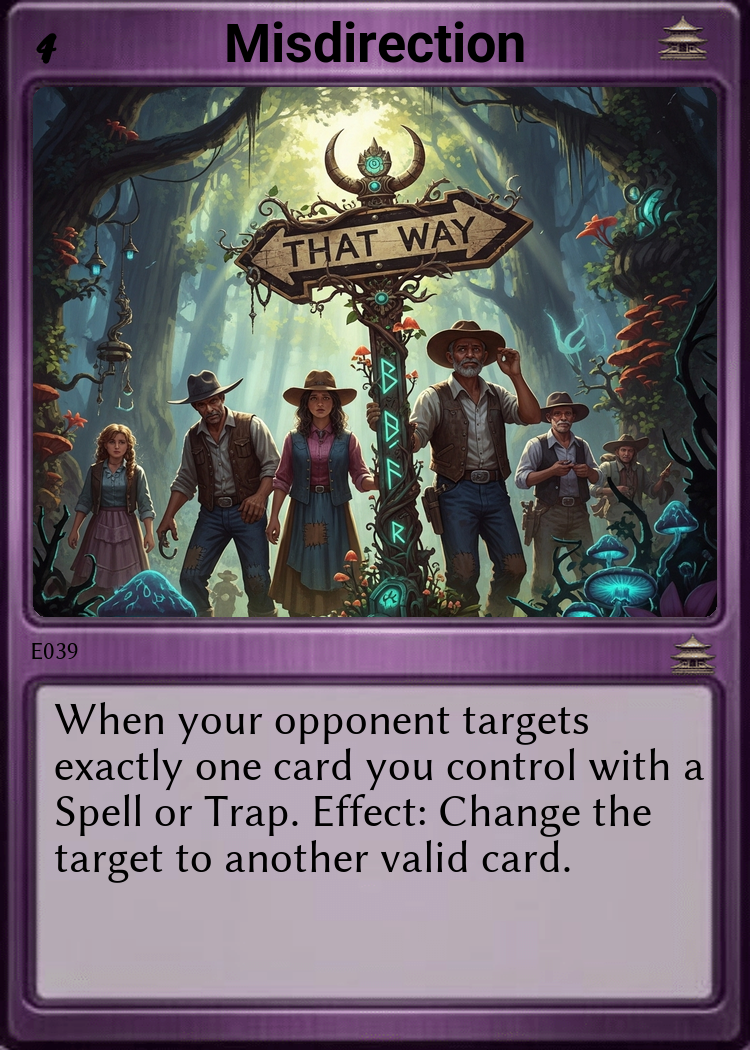 4
Misdirection
THAT WAY
ᛒ
ᚦ
ᚨ
ᚱ
E039
When your opponent targets
exactly one card you control with a
Spell or Trap. Effect: Change the
target to another valid card.